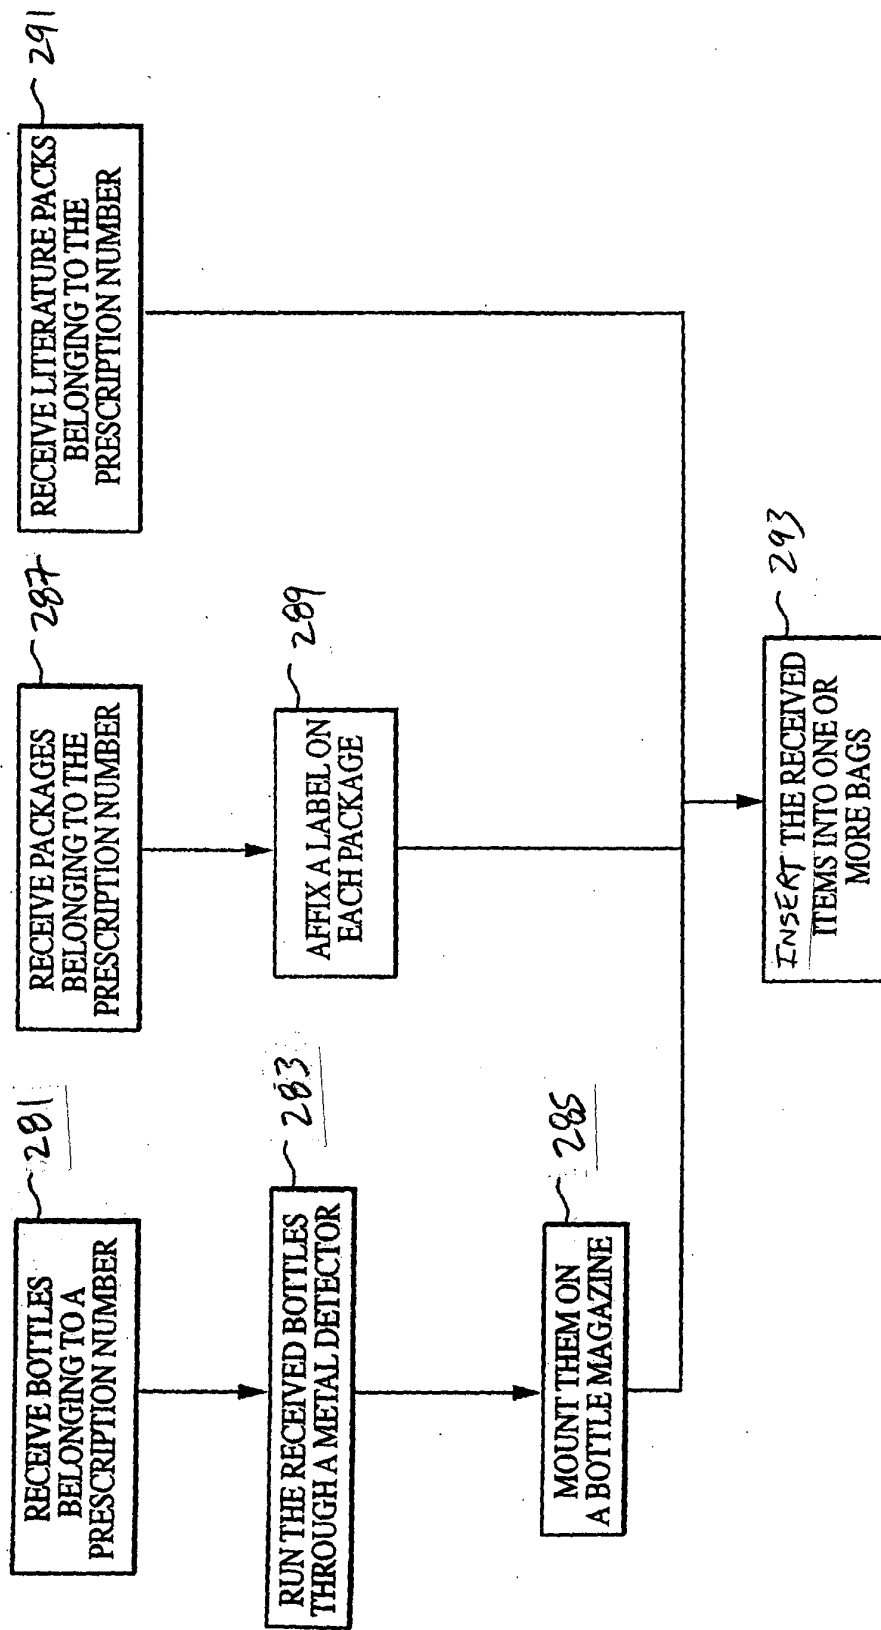 RECEIVE BOTTLES
BELONGING TO A
PRESCRIPTION NUMBER
281
RUN THE RECEIVED BOTTLES
THROUGH A METAL DETECTOR
283
MOUNT THEM ON
A BOTTLE MAGAZINE
285
RECEIVE PACKAGES
BELONGING TO THE
PRESCRIPTION NUMBER
287
AFFIX A LABEL ON
EACH PACKAGE
289
RECEIVE LITERATURE PACKS
BELONGING TO THE
PRESCRIPTION NUMBER
291
INSERT THE RECEIVED
ITEMS INTO ONE OR
MORE BAGS
293